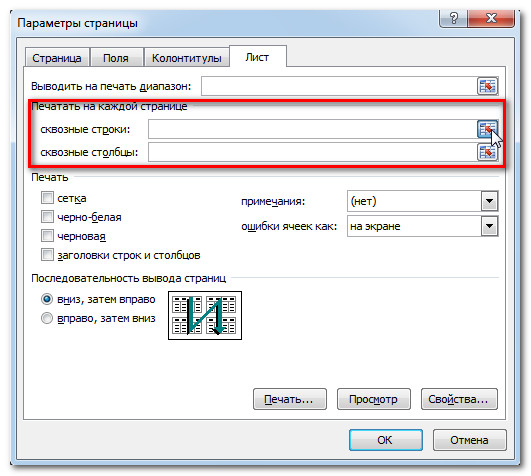 Параметры страницы
Страница Поля Колонтитулы Лист
Выводить на печать диапазон:
Печатать на каждой странице
сквозные строки:
сквозные столбцы:
Печать
сетка примечания: (нет)
черно-белая ошибки ячеек как: на экране
черновая
заголовки строк и столбцов
Последовательность вывода страниц
вниз, затем вправо
вправо, затем вниз
Печать... Просмотр Свойства...
ОК Отмена